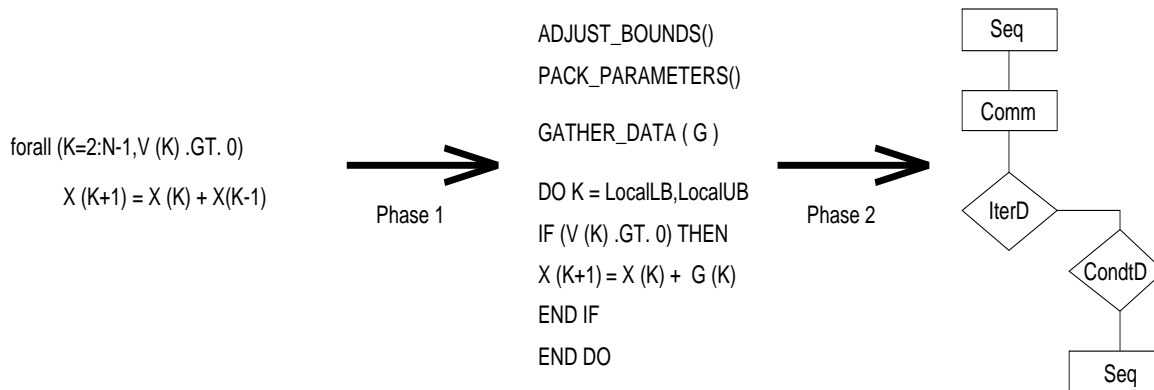 forall (K=2:N-1,V (K) .GT. 0)
X (K+1) = X (K) + X(K-1)
Phase 1
ADJUST_BOUNDS()
PACK_PARAMETERS()
GATHER_DATA ( G )
DO K = LocalLB,LocalUB
IF (V (K) .GT. 0) THEN
X (K+1) = X (K) + G (K)
END IF
END DO
Phase 2
Seq
Comm
IterD
CondtD
Seq